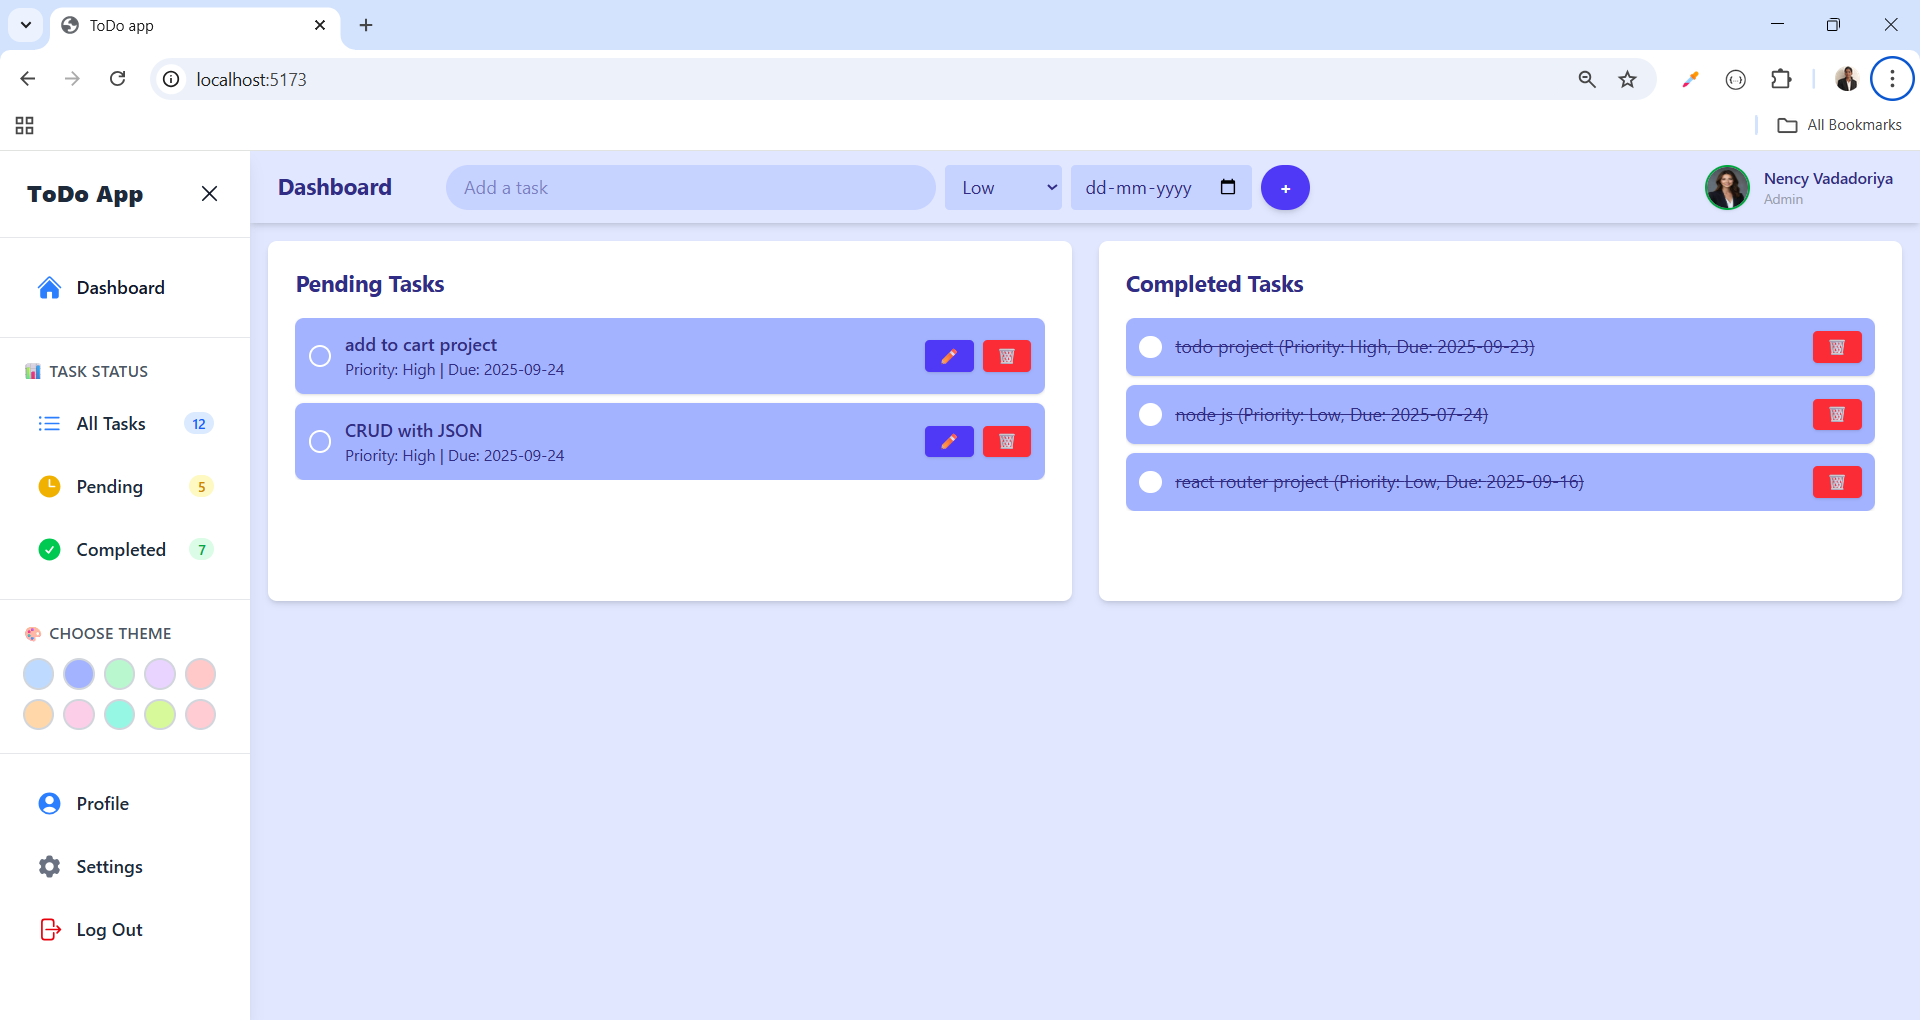 ToDo app
localhost:5173
All Bookmarks
ToDo App
Dashboard
TASK STATUS
All Tasks 12
Pending 5
Completed 7
CHOOSE THEME
Profile
Settings
Log Out
Dashboard
Add a task
Low
dd-mm-yyyy
+
Nency Vadadoriya
Admin
Pending Tasks
add to cart project
Priority: High | Due: 2025-09-24
CRUD with JSON
Priority: High | Due: 2025-09-24
Completed Tasks
todo project (Priority: High, Due: 2025-09-23)
node js (Priority: Low, Due: 2025-07-24)
react router project (Priority: Low, Due: 2025-09-16)